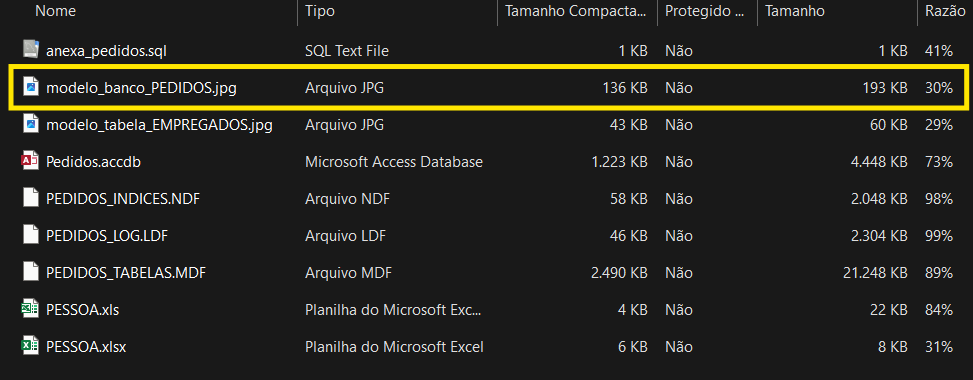 Nome Tipo Tamanho Compacta... Protegido ... Tamanho Razão
anexa_pedidos.sql SQL Text File 1 KB Não 1 KB 41%
modelo_banco_PEDIDOS.jpg Arquivo JPG 136 KB Não 193 KB 30%
modelo_tabela_EMPREGADOS.jpg Arquivo JPG 43 KB Não 60 KB 29%
Pedidos.accdb Microsoft Access Database 1.223 KB Não 4.448 KB 73%
PEDIDOS_INDICES.NDF Arquivo NDF 58 KB Não 2.048 KB 98%
PEDIDOS_LOG.LDF Arquivo LDF 46 KB Não 2.304 KB 99%
PEDIDOS_TABELAS.MDF Arquivo MDF 2.490 KB Não 21.248 KB 89%
PESSOA.xls Planilha do Microsoft Exc... 4 KB Não 22 KB 84%
PESSOA.xlsx Planilha do Microsoft Excel 6 KB Não 8 KB 31%